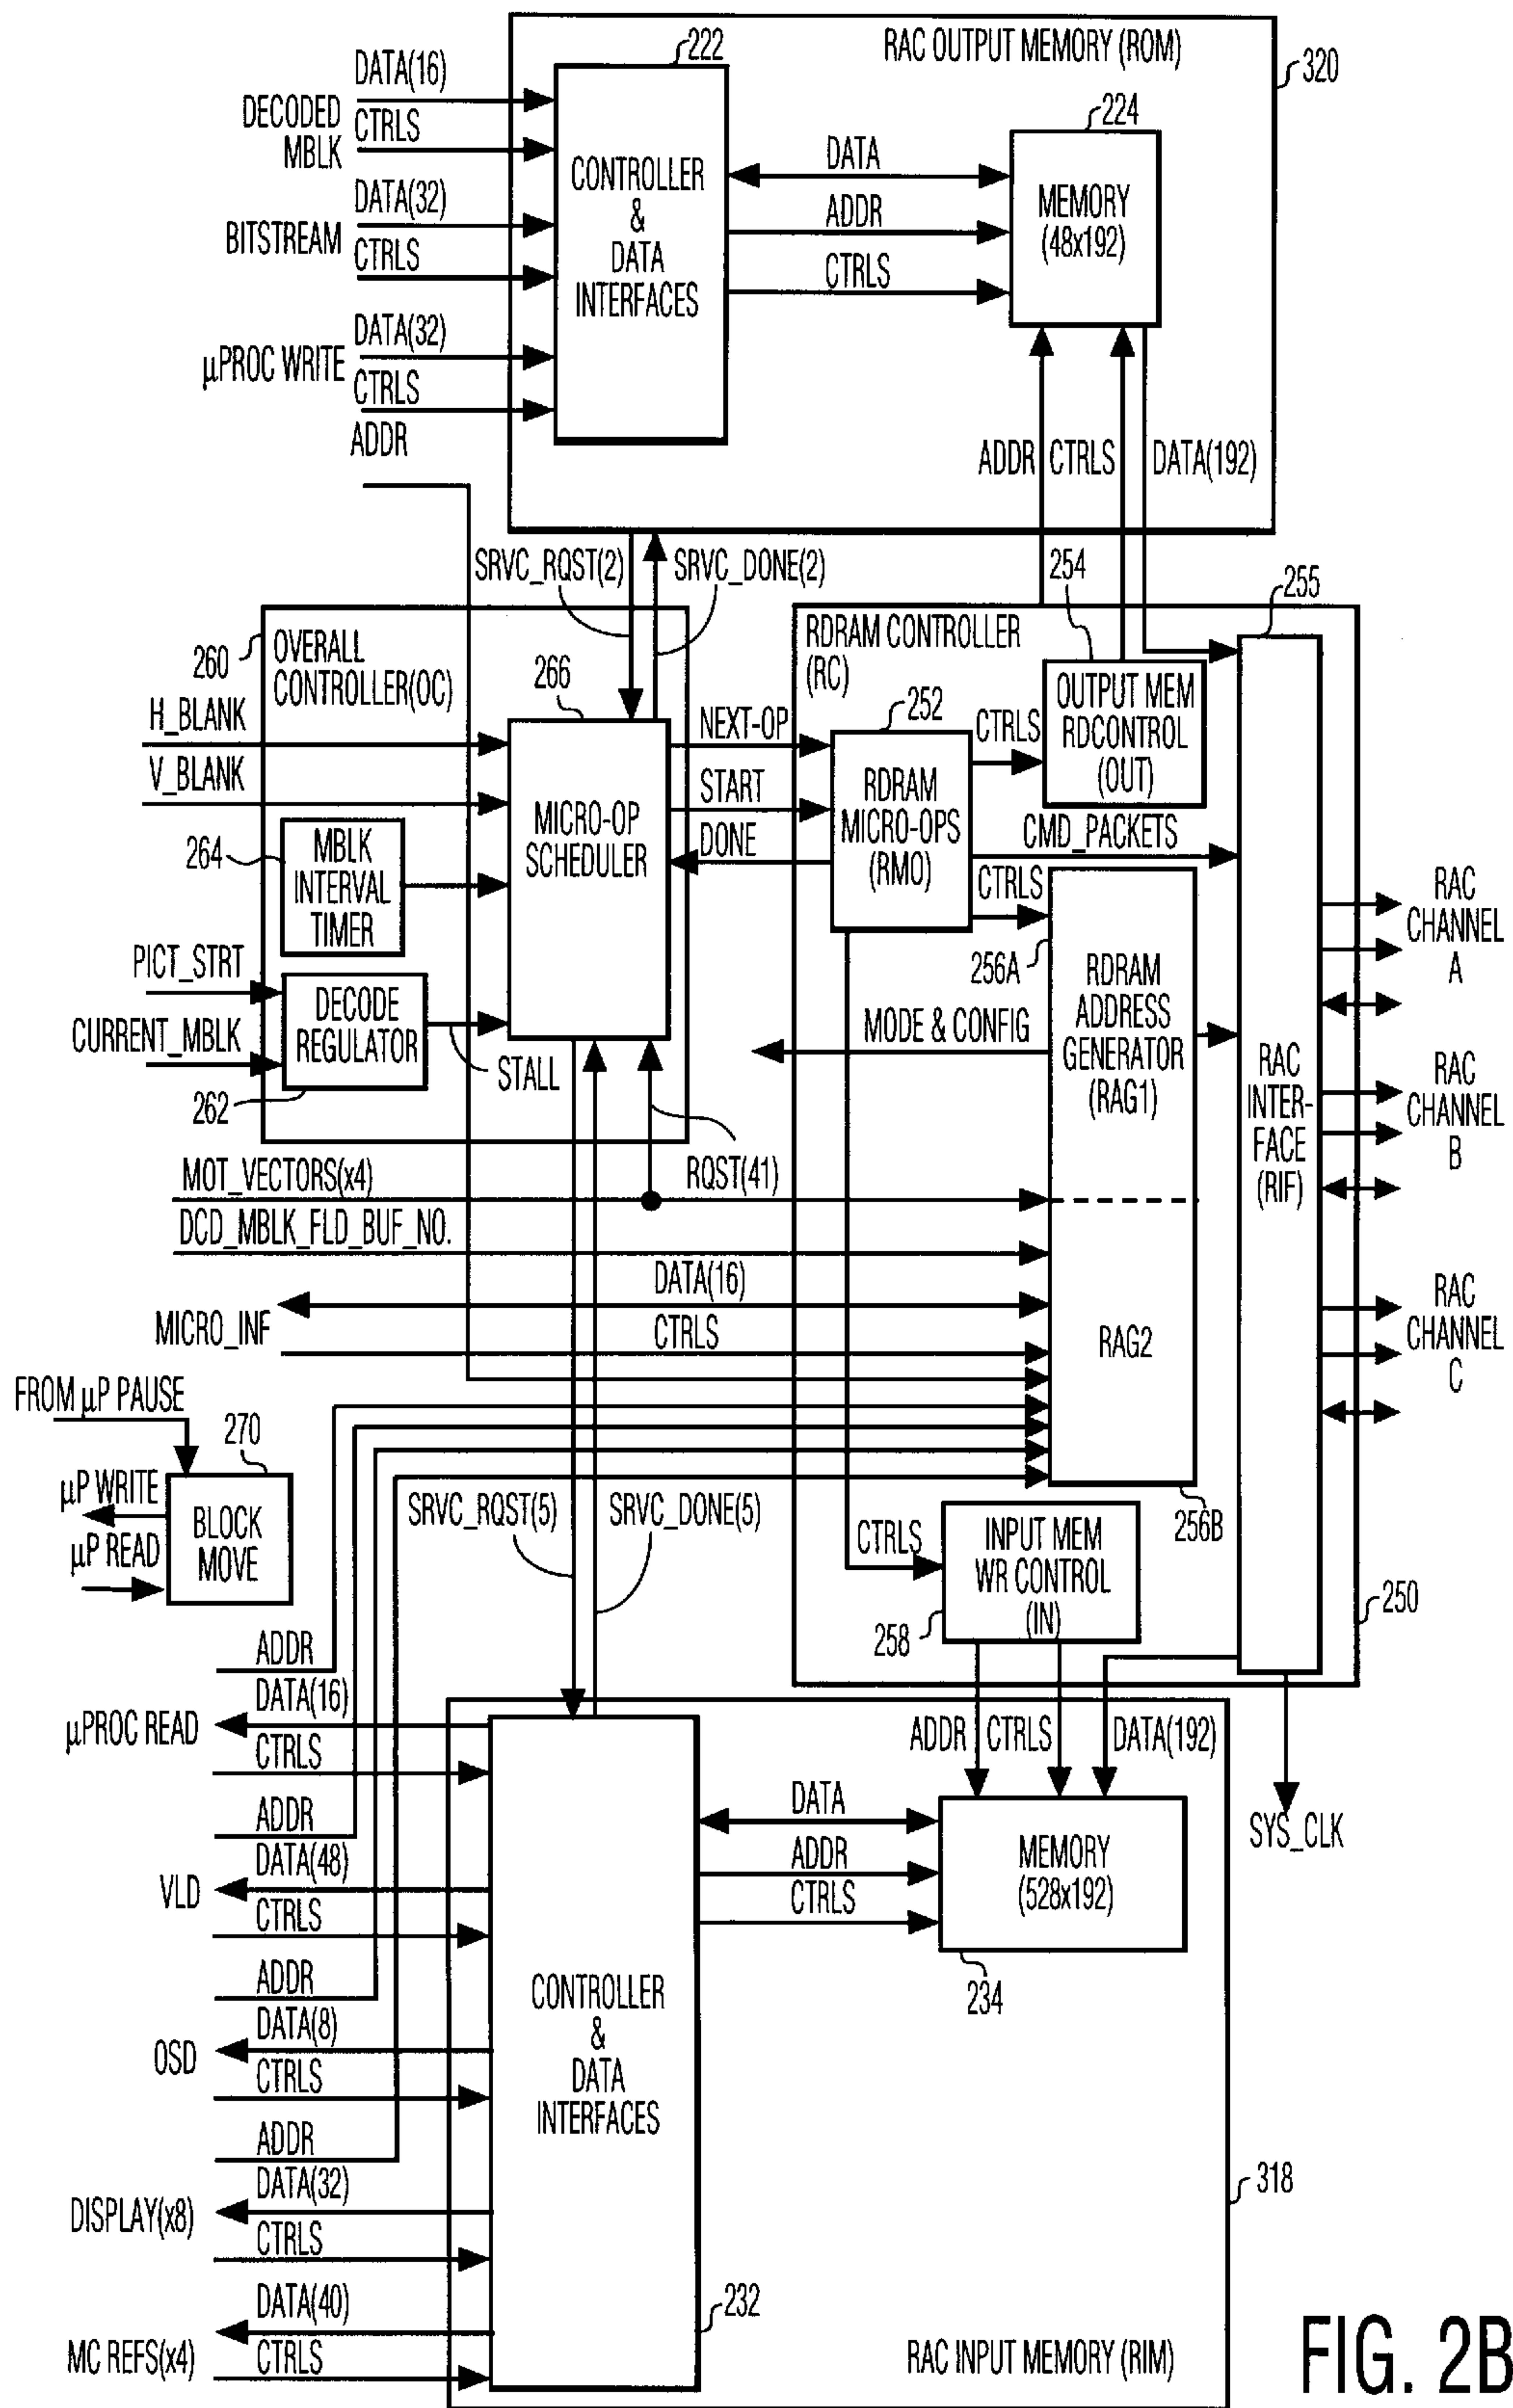 RAC OUTPUT MEMORY (ROM)
320
222
DATA(16)
DECODED
MBLK
CTRLS
DATA(32)
BITSTREAM
CTRLS
DATA(32)
μPROC WRITE
CTRLS
ADDR
CONTROLLER
&
DATA
INTERFACES
DATA
ADDR
CTRLS
224
MEMORY
(48x192)
ADDR
CTRLS
DATA(192)
SRVC_RQST(2)
SRVC_DONE(2)
260
OVERALL
CONTROLLER(OC)
H_BLANK
V_BLANK
264
MBLK
INTERVAL
TIMER
PICT_STRT
CURRENT_MBLK
DECODE
REGULATOR
262
STALL
266
MICRO-OP
SCHEDULER
NEXT-OP
START
DONE
RQST(41)
RDRAM CONTROLLER
(RC)
252
RDRAM
MICRO-OPS
(RMO)
CTRLS
254
OUTPUT MEM
RDCONTROL
(OUT)
CMD_PACKETS
CTRLS
256A
RDRAM
ADDRESS
GENERATOR
(RAG1)
MODE & CONFIG
RAG2
256B
255
RAC
INTER-
FACE
(RIF)
RAC
CHANNEL
A
RAC
CHANNEL
B
RAC
CHANNEL
C
250
MOT_VECTORS(x4)
DCD_MBLK_FLD_BUF_NO.
DATA(16)
MICRO_INF
CTRLS
FROM μP PAUSE
270
μP WRITE
μP READ
BLOCK
MOVE
SRVC_RQST(5)
SRVC_DONE(5)
CTRLS
INPUT MEM
WR CONTROL
(IN)
258
ADDR
CTRLS
DATA(192)
SYS_CLK
ADDR
DATA(16)
μPROC READ
CTRLS
ADDR
DATA(48)
VLD
CTRLS
ADDR
DATA(8)
OSD
CTRLS
ADDR
DATA(32)
DISPLAY(x8)
CTRLS
DATA(40)
MC REFS(x4)
CTRLS
CONTROLLER
&
DATA
INTERFACES
232
DATA
ADDR
CTRLS
MEMORY
(528x192)
234
318
RAC INPUT MEMORY (RIM)
FIG. 2B